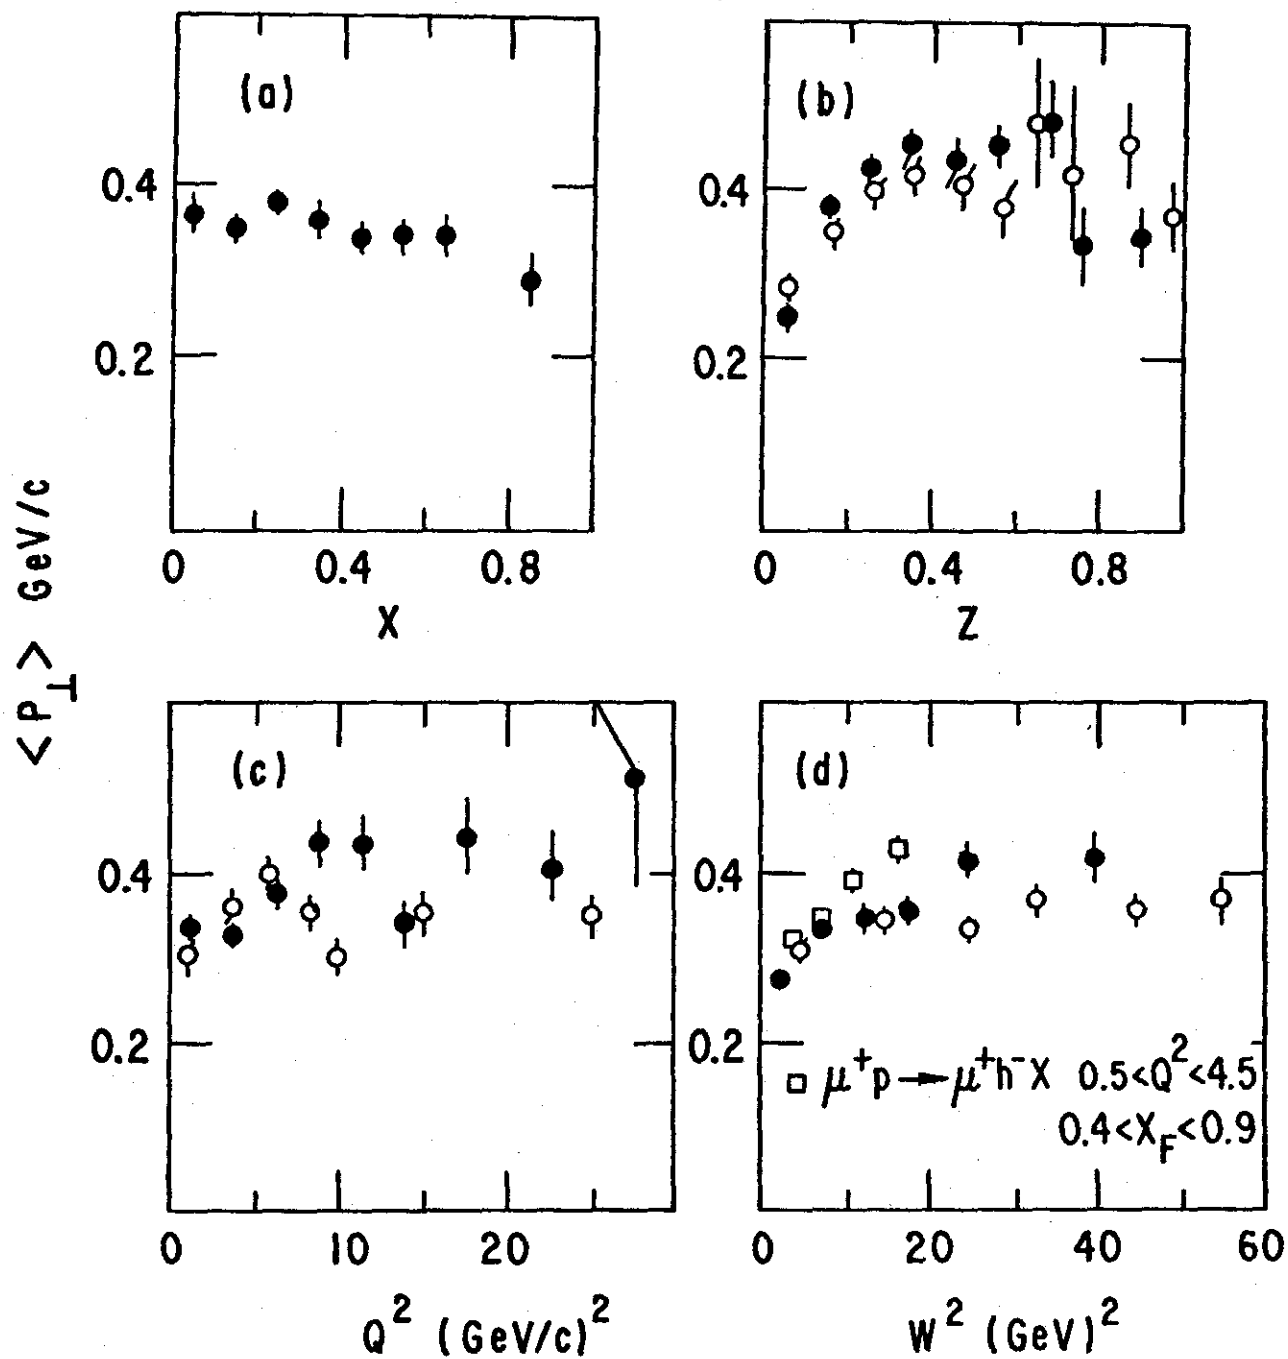 (a)
0.4
0.2
0 0.4 0.8
X
(b)
0.4
0.2
0 0.4 0.8
Z
<P⊥> GeV/c
(c)
0.4
0.2
0 10 20
Q² (GeV/c)²
(d)
0.4
0.2
□ μ⁺p → μ⁺h⁻X 0.5<Q²<4.5
0.4<X_F<0.9
0 20 40 60
W² (GeV)²